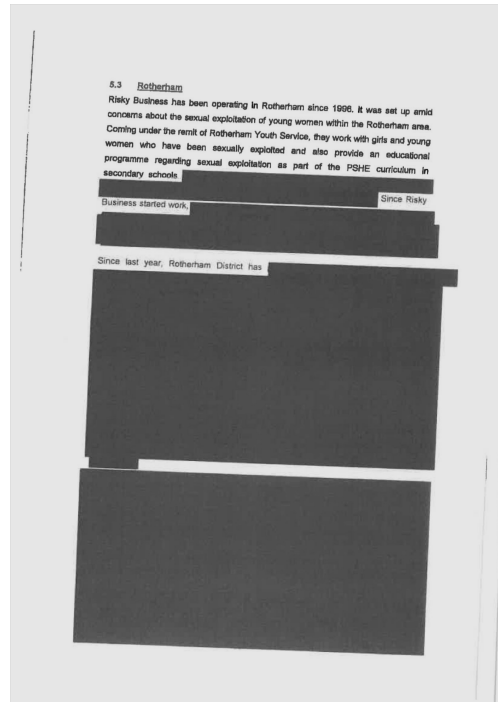 5.3 Rotherham
Risky Business has been operating in Rotherham since 1996. It was set up amid
concerns about the sexual exploitation of young women within the Rotherham area.
Coming under the remit of Rotherham Youth Service, they work with girls and young
women who have been sexually exploited and also provide an educational
programme regarding sexual exploitation as part of the PSHE curriculum in
secondary schools
Since Risky
Business started work,
Since last year, Rotherham District has